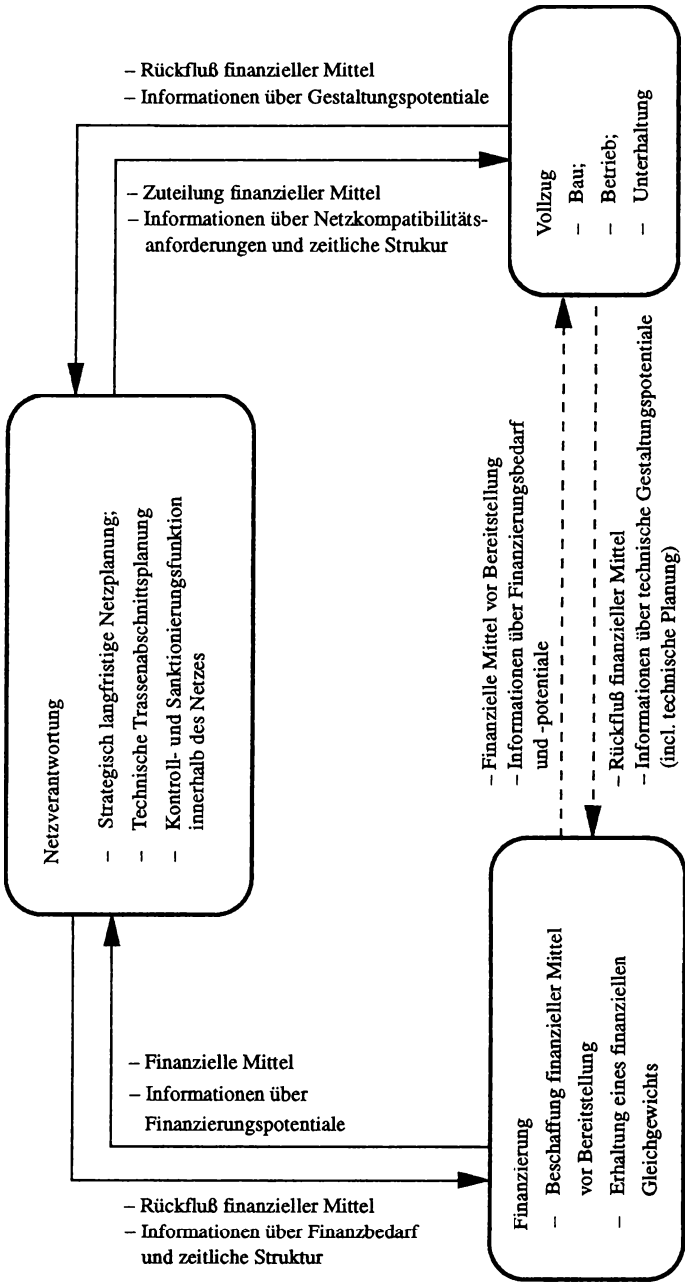 – Rückfluß finanzieller Mittel
– Informationen über Gestaltungspotentiale
– Zuteilung finanzieller Mittel
– Informationen über Netzkompatibilitäts-
anforderungen und zeitliche Strukur
Vollzug
– Bau;
– Betrieb;
– Unterhaltung
Netzverantwortung
– Strategisch langfristige Netzplanung;
– Technische Trassenabschnittsplanung
– Kontroll- und Sanktionierungsfunktion
innerhalb des Netzes
– Finanzielle Mittel vor Bereitstellung
– Informationen über Finanzierungsbedarf
und -potentiale
– Rückfluß finanzieller Mittel
– Informationen über technische Gestaltungspotentiale
(incl. technische Planung)
– Finanzielle Mittel
– Informationen über
Finanzierungspotentiale
– Rückfluß finanzieller Mittel
– Informationen über Finanzbedarf
und zeitliche Struktur
Finanzierung
– Beschaffung finanzieller Mittel
vor Bereitstellung
– Erhaltung eines finanziellen
Gleichgewichts